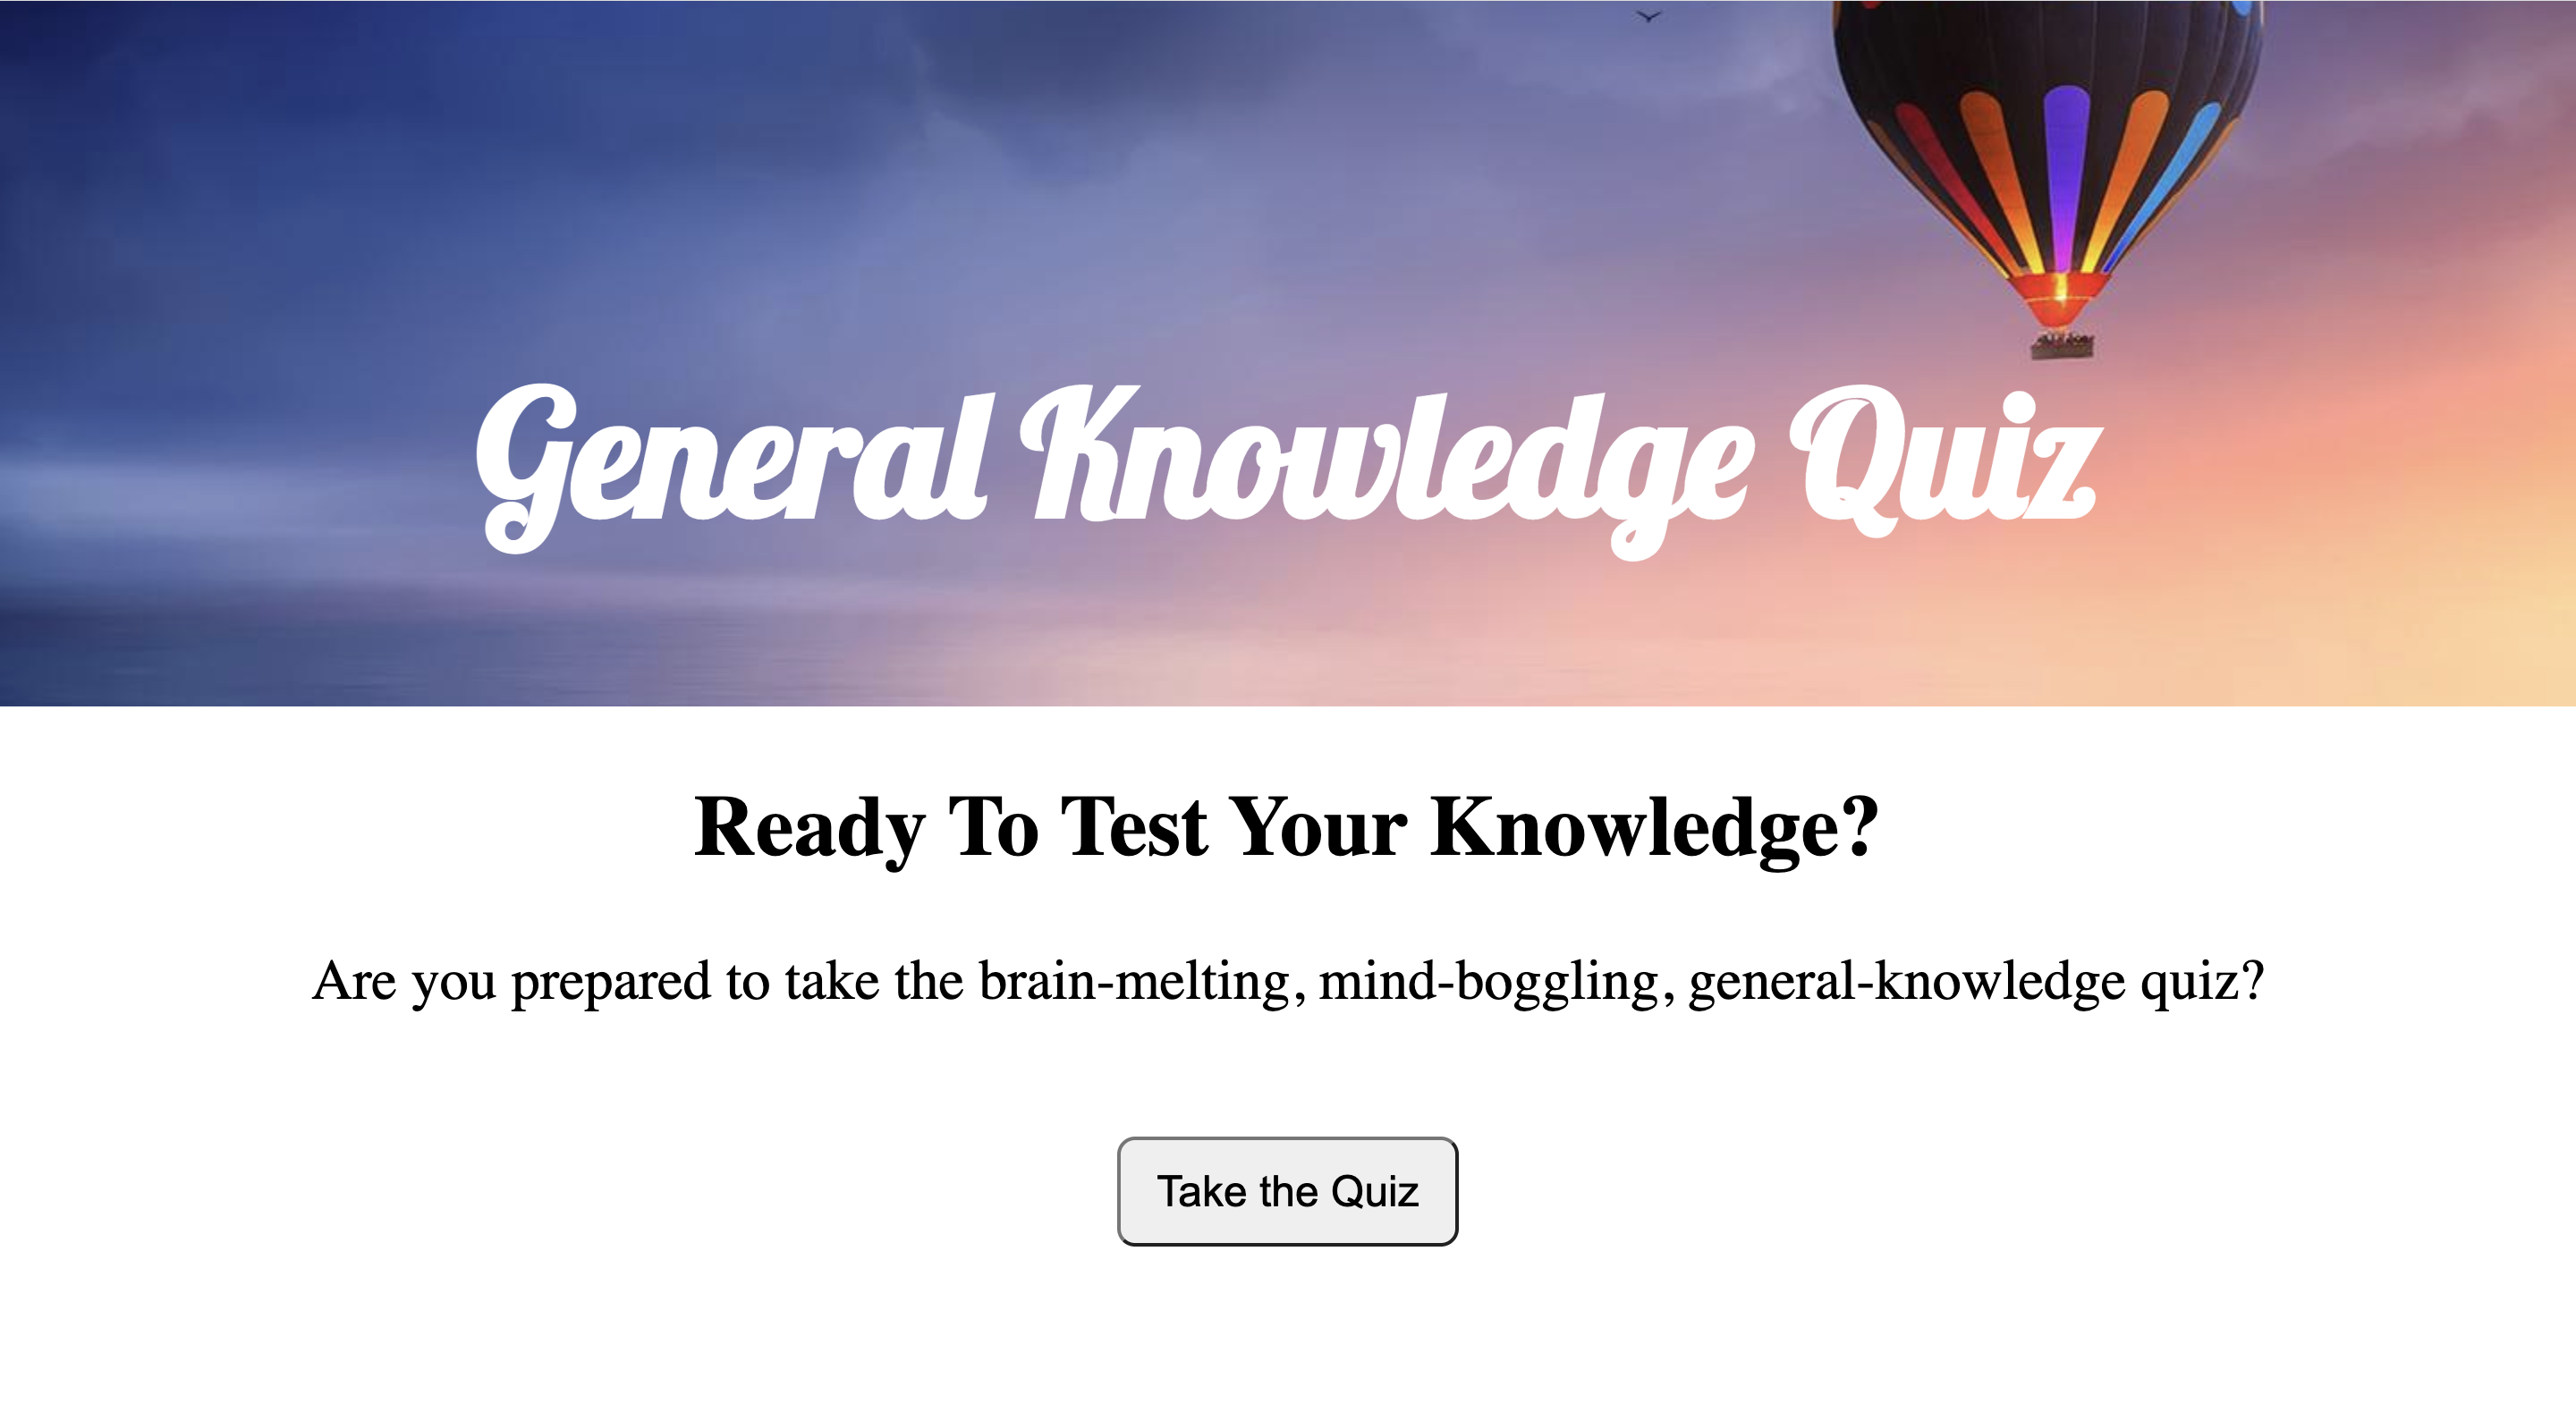 General Knowledge Quiz
Ready To Test Your Knowledge?
Are you prepared to take the brain-melting, mind-boggling, general-knowledge quiz?
Take the Quiz